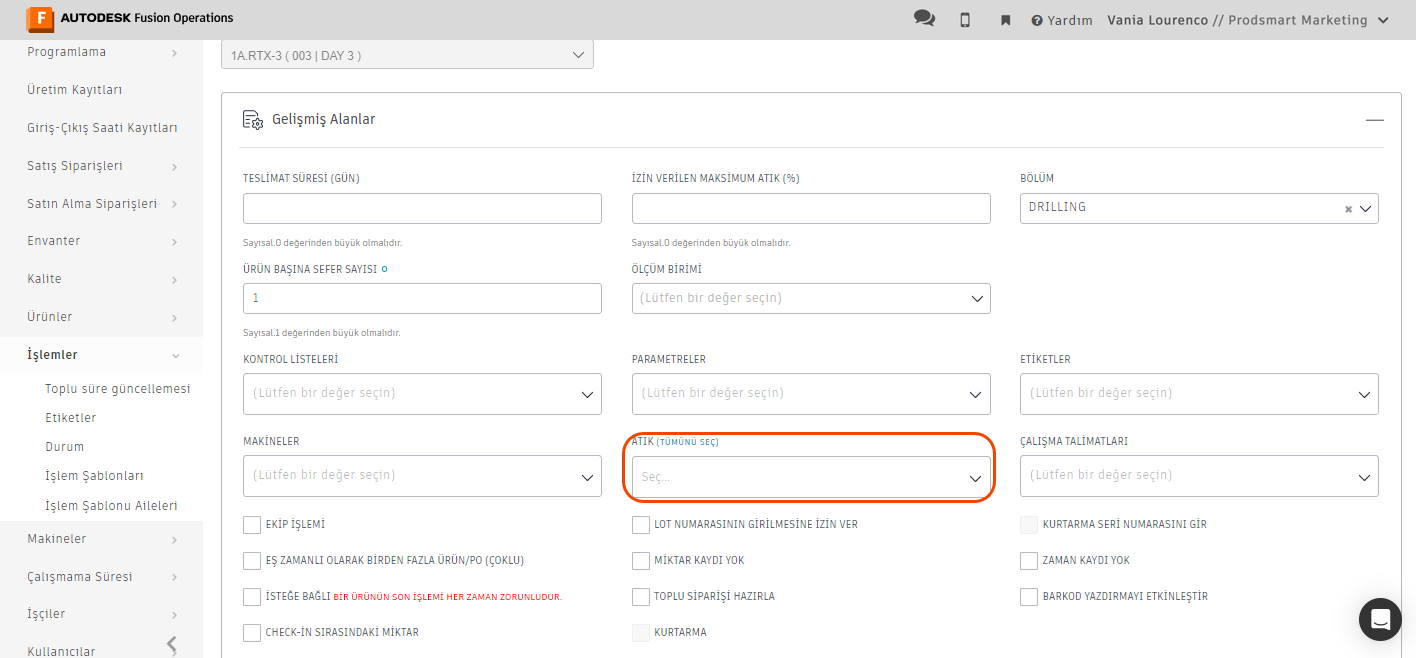 AUTODESK Fusion Operations
Yardım
Vania Lourenco // Prodsmart Marketing
Programlama
Üretim Kayıtları
Giriş-Çıkış Saati Kayıtları
Satış Siparişleri
Satın Alma Siparişleri
Envanter
Kalite
Ürünler
İşlemler
Toplu süre güncellemesi
Etiketler
Durum
İşlem Şablonları
İşlem Şablonu Aileleri
Makineler
Çalışmama Süresi
İşçiler
Kullanıcılar
1A.RTX-3 ( 003 | DAY 3 )
Gelişmiş Alanlar
TESLİMAT SÜRESİ (GÜN)
İZİN VERİLEN MAKSİMUM ATIK (%)
BÖLÜM
DRILLING
Sayısal.0 değerinden büyük olmalıdır.
Sayısal.0 değerinden büyük olmalıdır.
ÜRÜN BAŞINA SEFER SAYISI
ÖLÇÜM BİRİMİ
1
(Lütfen bir değer seçin)
Sayısal.1 değerinden büyük olmalıdır.
KONTROL LİSTELERİ
PARAMETRELER
ETİKETLER
(Lütfen bir değer seçin)
(Lütfen bir değer seçin)
(Lütfen bir değer seçin)
MAKİNELER
ATIK (TÜMÜNÜ SEÇ)
ÇALIŞMA TALİMATLARI
(Lütfen bir değer seçin)
Seç...
(Lütfen bir değer seçin)
EKİP İŞLEMİ
LOT NUMARASININ GİRİLMESİNE İZİN VER
KURTARMA SERİ NUMARASINI GİR
EŞ ZAMANLI OLARAK BİRDEN FAZLA ÜRÜN/PO (ÇOKLU)
MİKTAR KAYDI YOK
ZAMAN KAYDI YOK
İSTEĞE BAĞLI BİR ÜRÜNÜN SON İŞLEMİ HER ZAMAN ZORUNLUDUR.
TOPLU SİPARİŞİ HAZIRLA
BARKOD YAZDIRMAYI ETKİNLEŞTİR
CHECK-İN SIRASINDAKİ MİKTAR
KURTARMA